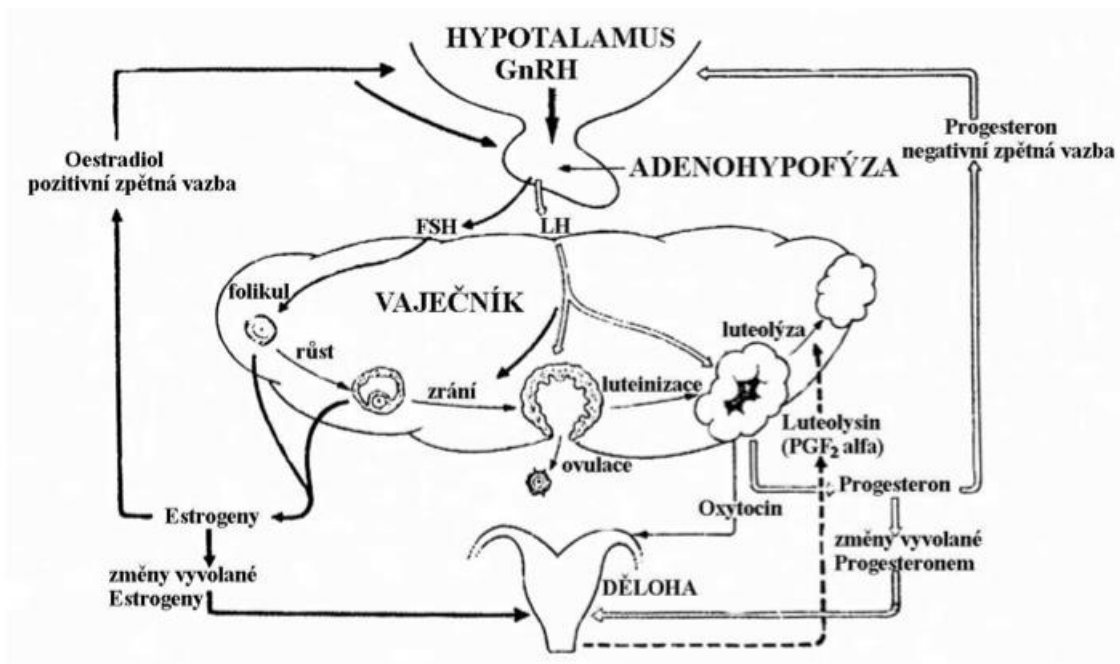 HYPOTALAMUS
GnRH
Oestradiol
pozitivní zpětná vazba
Progesteron
negativní zpětná vazba
ADENOHYPOFÝZA
FSH
LH
folikul
VAJEČNÍK
růst
luteolýza
zrání
luteinizace
Luteolysin
(PGF₂ alfa)
ovulace
Progesteron
Oxytocin
Estrogeny
změny vyvolané
Progesteronem
změny vyvolané
Estrogeny
DĚLOHA